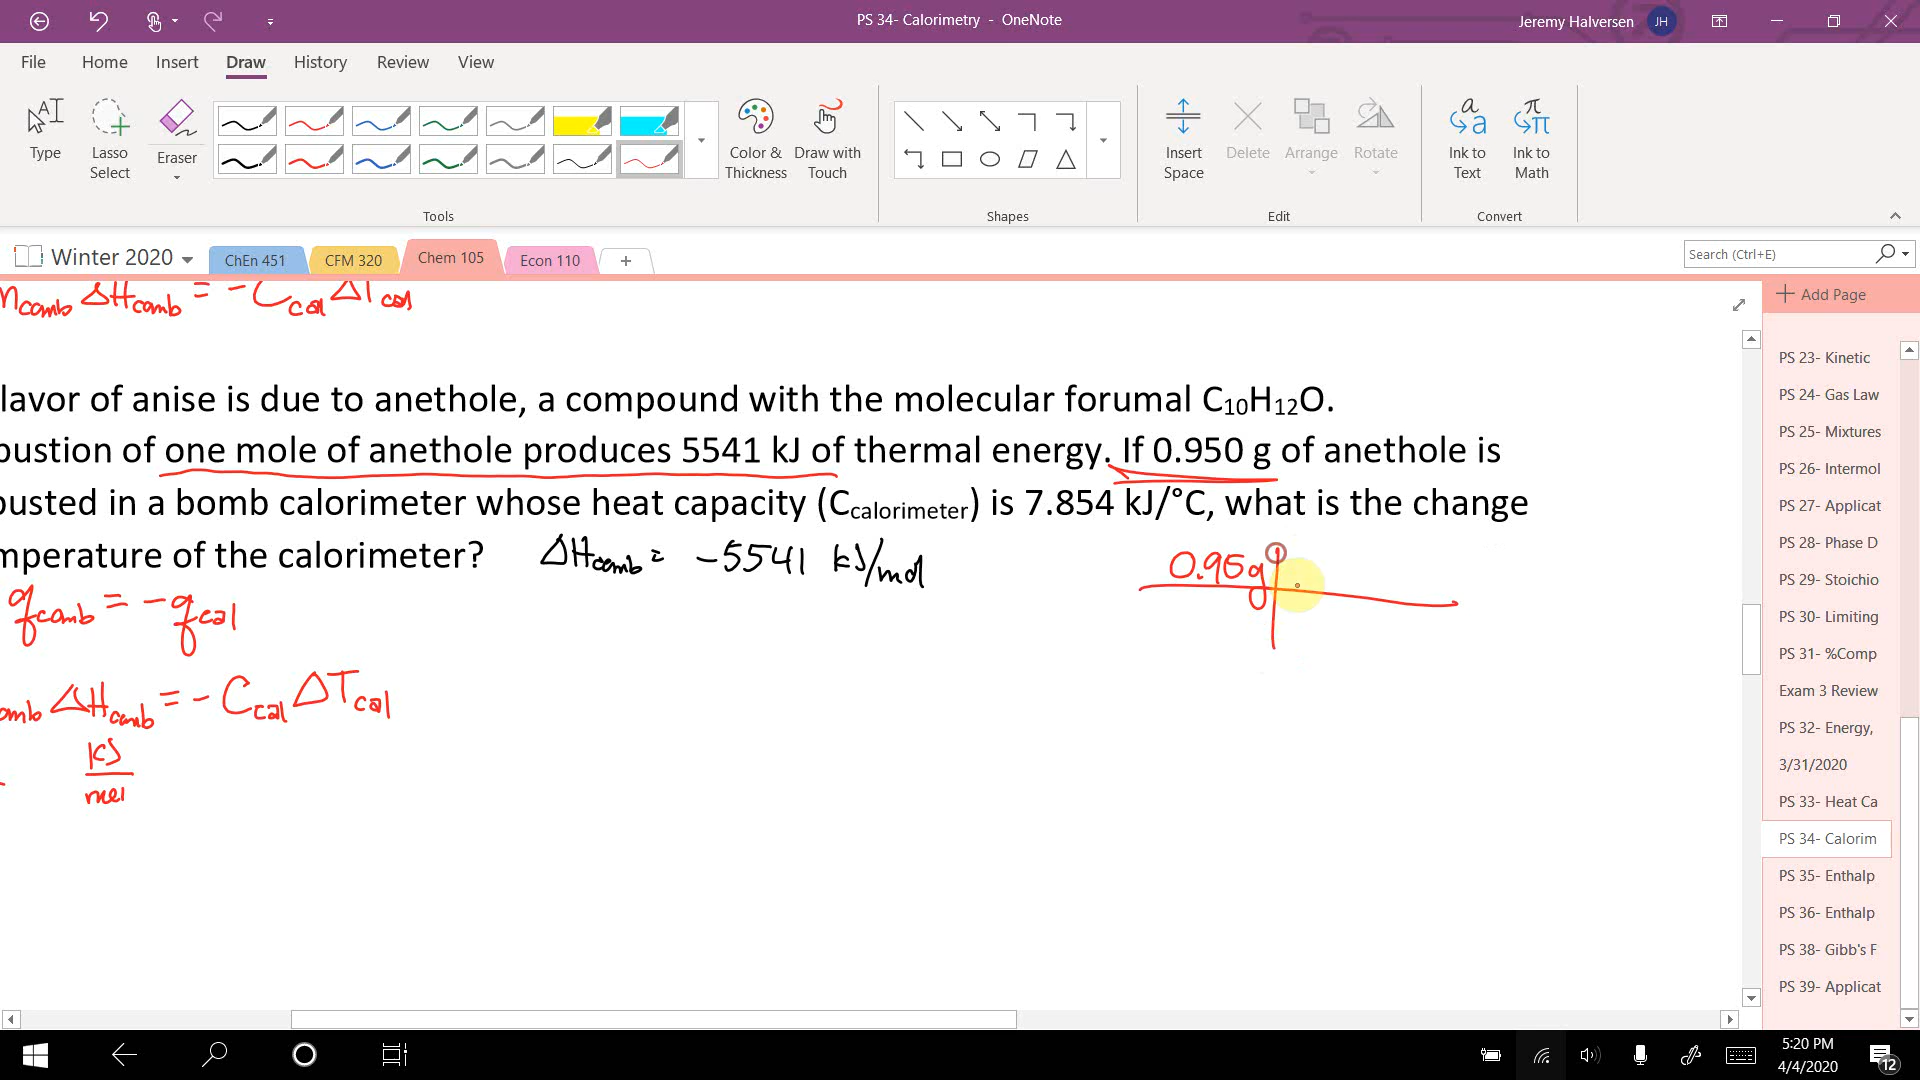 PS 34- Calorimetry - OneNote
Jeremy Halversen
JH
File Home Insert Draw History Review View
Type
Lasso Select
Eraser
Color & Thickness
Draw with Touch
Insert Space
Delete
Arrange
Rotate
Ink to Text
Ink to Math
Tools
Shapes
Edit
Convert
Winter 2020
ChEn 451
CFM 320
Chem 105
Econ 110
Search (Ctrl+E)
Add Page
ncomb ΔHcomb = -Ccal ΔTcal
lavor of anise is due to anethole, a compound with the molecular forumal C10H12O.
bustion of one mole of anethole produces 5541 kJ of thermal energy. If 0.950 g of anethole is
busted in a bomb calorimeter whose heat capacity (Ccalorimeter) is 7.854 kJ/°C, what is the change
mperature of the calorimeter?
ΔHcomb = -5541 kJ/mol
0.95g
qcomb = -qcal
omb ΔHcomb = - Ccal ΔTcal
kJ
mol
PS 23- Kinetic
PS 24- Gas Law
PS 25- Mixtures
PS 26- Intermol
PS 27- Applicat
PS 28- Phase D
PS 29- Stoichio
PS 30- Limiting
PS 31- %Comp
Exam 3 Review
PS 32- Energy,
3/31/2020
PS 33- Heat Ca
PS 34- Calorim
PS 35- Enthalp
PS 36- Enthalp
PS 38- Gibb's F
PS 39- Applicat
5:20 PM
4/4/2020
12